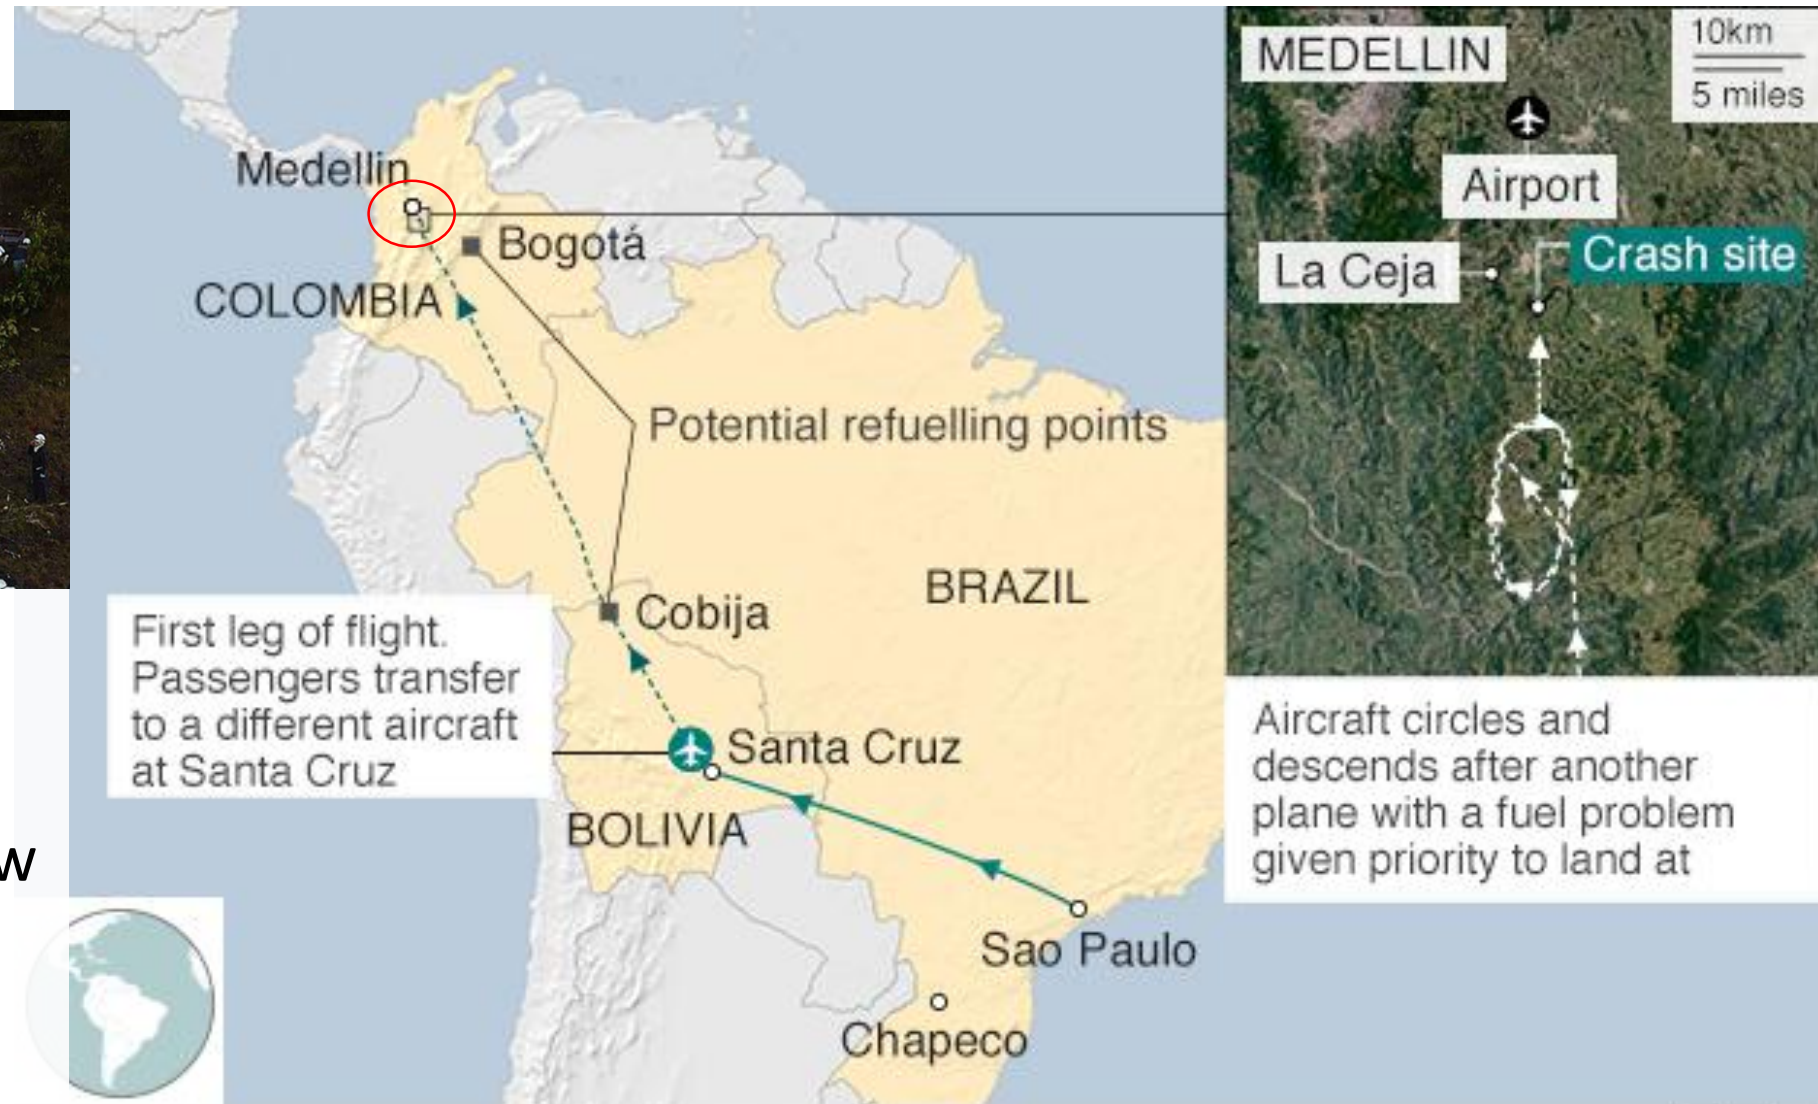 Medellin
Bogotá
COLOMBIA
Potential refuelling points
BRAZIL
Cobija
First leg of flight.
Passengers transfer
to a different aircraft
at Santa Cruz
Santa Cruz
BOLIVIA
Sao Paulo
Chapeco
MEDELLIN
10km
5 miles
Airport
La Ceja
Crash site
Aircraft circles and
descends after another
plane with a fuel problem
given priority to land at